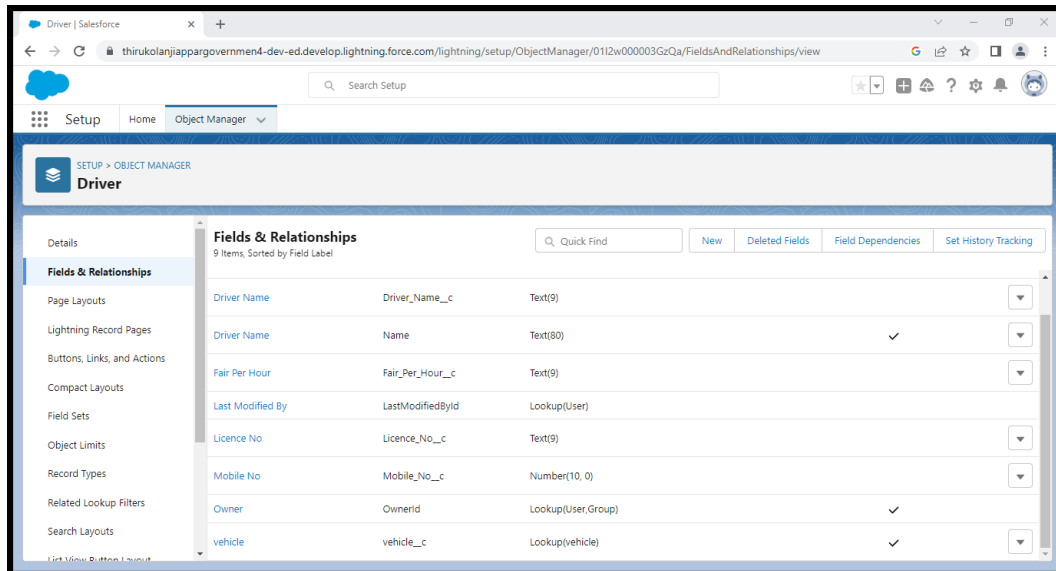 Driver | Salesforce
thirukolanjiappargovernmen4-dev-ed.develop.lightning.force.com/lightning/setup/ObjectManager/01I2w000003GzQa/FieldsAndRelationships/view
Search Setup
Setup Home Object Manager
SETUP > OBJECT MANAGER
Driver
Details
Fields & Relationships
Page Layouts
Lightning Record Pages
Buttons, Links, and Actions
Compact Layouts
Field Sets
Object Limits
Record Types
Related Lookup Filters
Search Layouts
List View Button Layout
Fields & Relationships
9 Items, Sorted by Field Label
Quick Find
New Deleted Fields Field Dependencies Set History Tracking
Driver Name Driver_Name__c Text(9)
Driver Name Name Text(80)
Fair Per Hour Fair_Per_Hour__c Text(9)
Last Modified By LastModifiedById Lookup(User)
Licence No Licence_No__c Text(9)
Mobile No Mobile_No__c Number(10, 0)
Owner OwnerId Lookup(User,Group)
vehicle vehicle__c Lookup(vehicle)